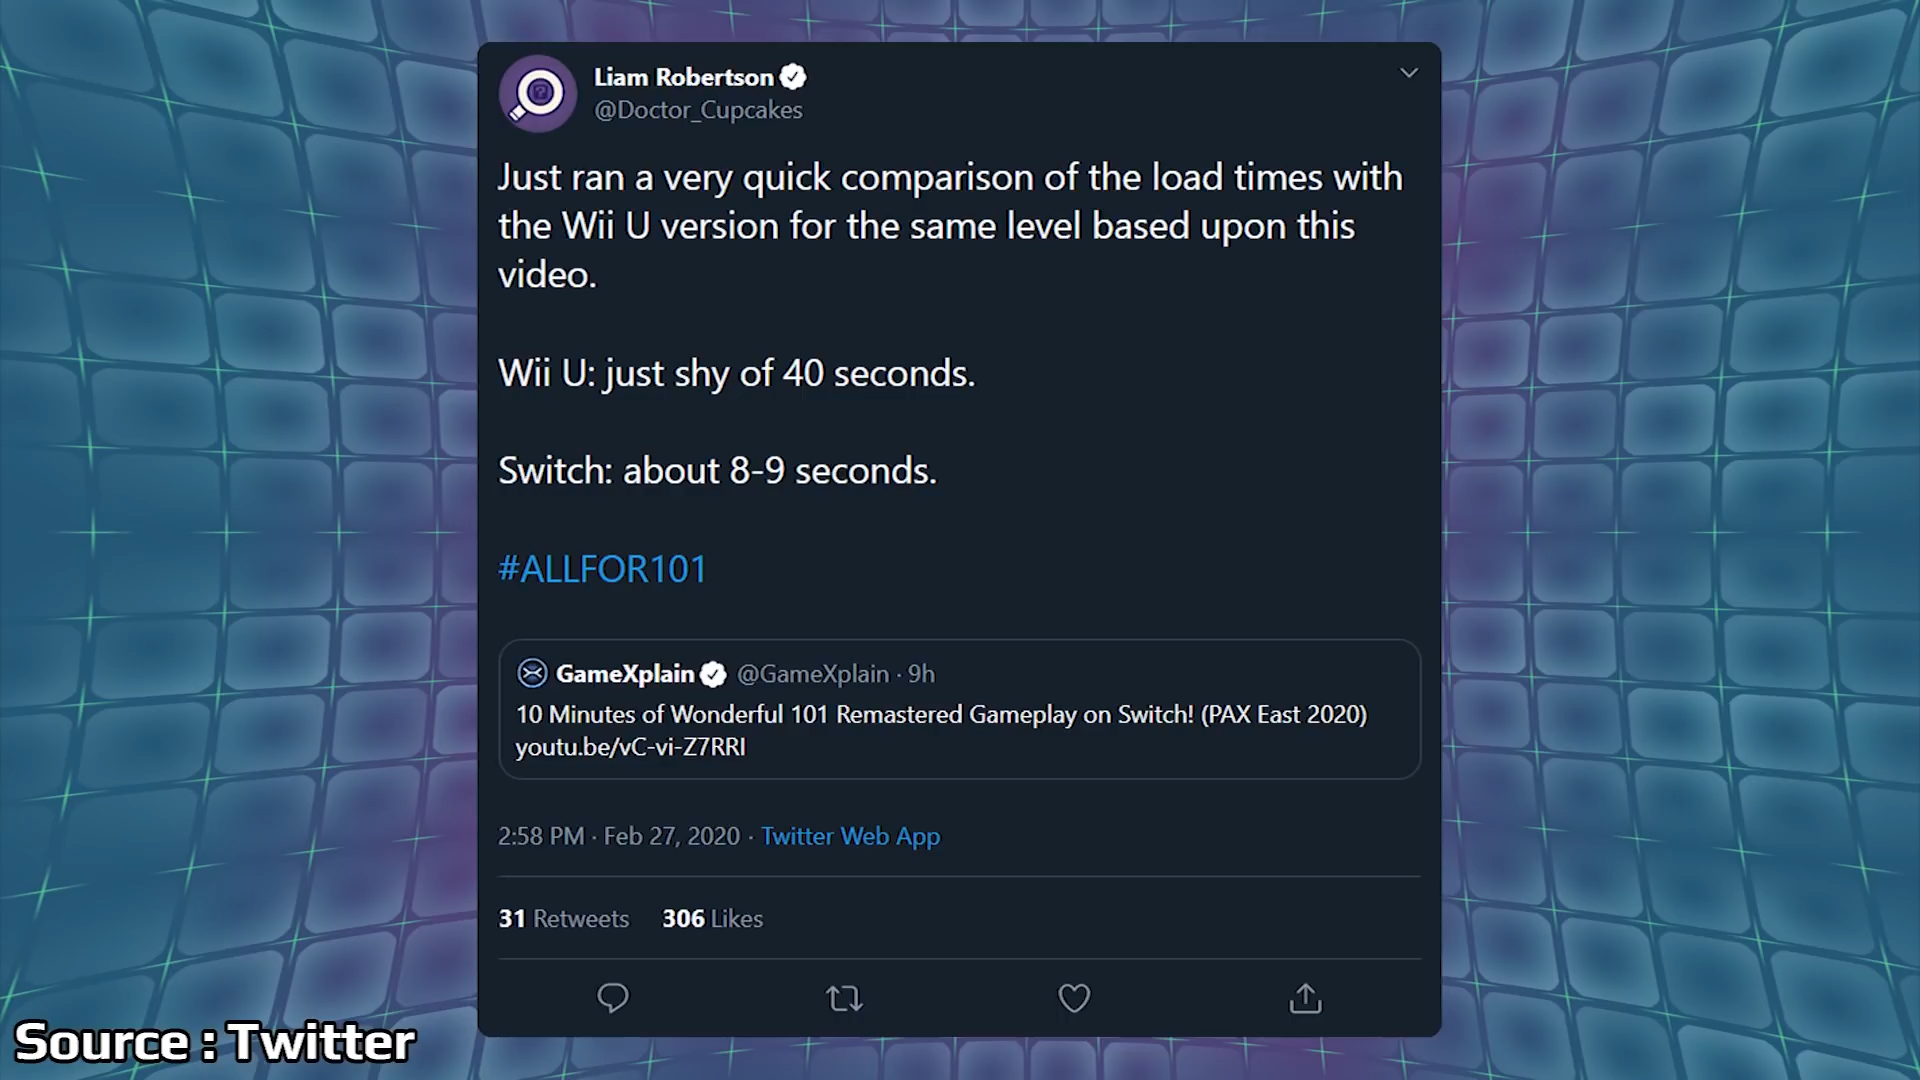 Liam Robertson
@Doctor_Cupcakes
Just ran a very quick comparison of the load times with
the Wii U version for the same level based upon this
video.
Wii U: just shy of 40 seconds.
Switch: about 8-9 seconds.
#ALLFOR101
GameXplain @GameXplain · 9h
10 Minutes of Wonderful 101 Remastered Gameplay on Switch! (PAX East 2020)
youtu.be/vC-vi-Z7RRI
2:58 PM · Feb 27, 2020 · Twitter Web App
31 Retweets 306 Likes
Source : Twitter